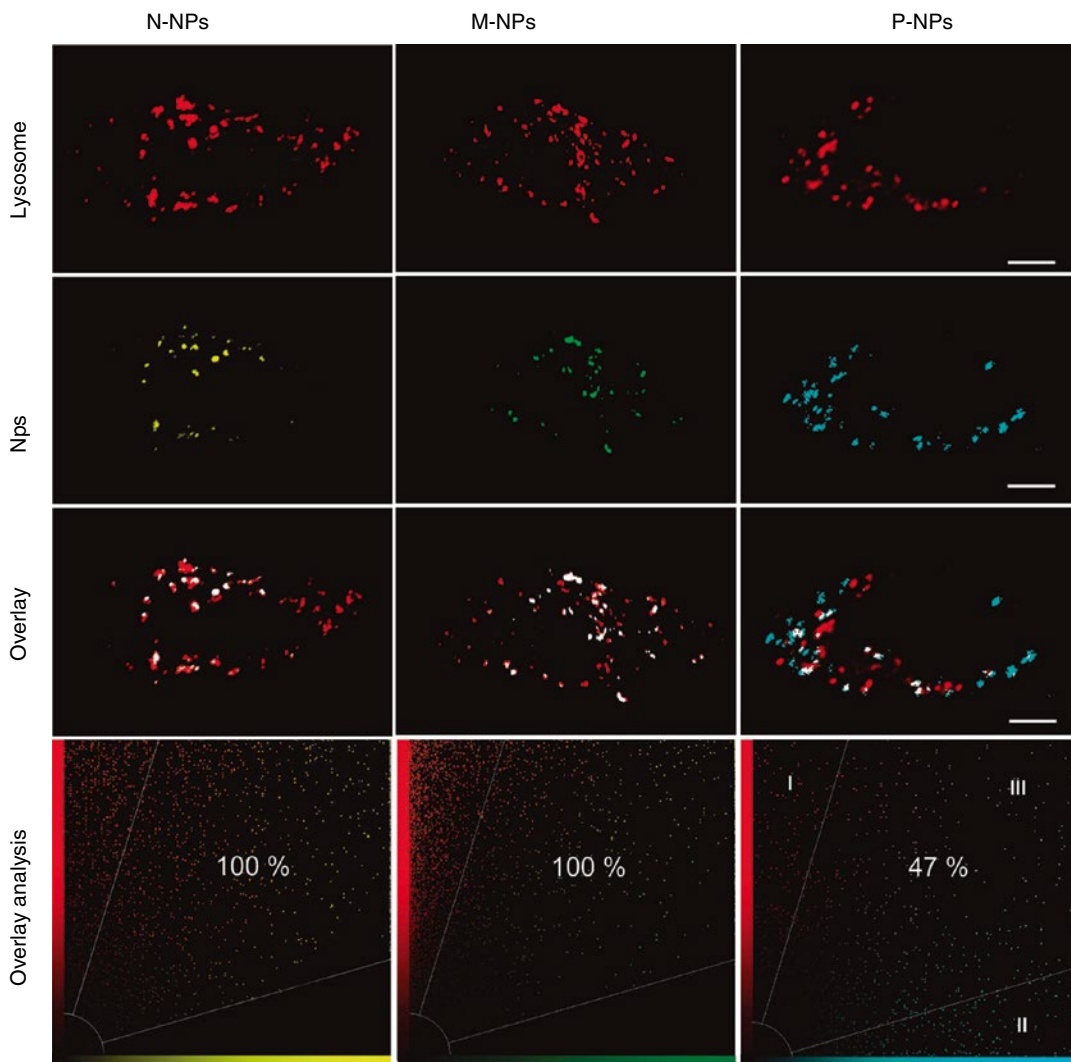 N-NPs
M-NPs
P-NPs
Lysosome
Nps
Overlay
Overlay analysis
100 %
100 %
47 %
I
III
II